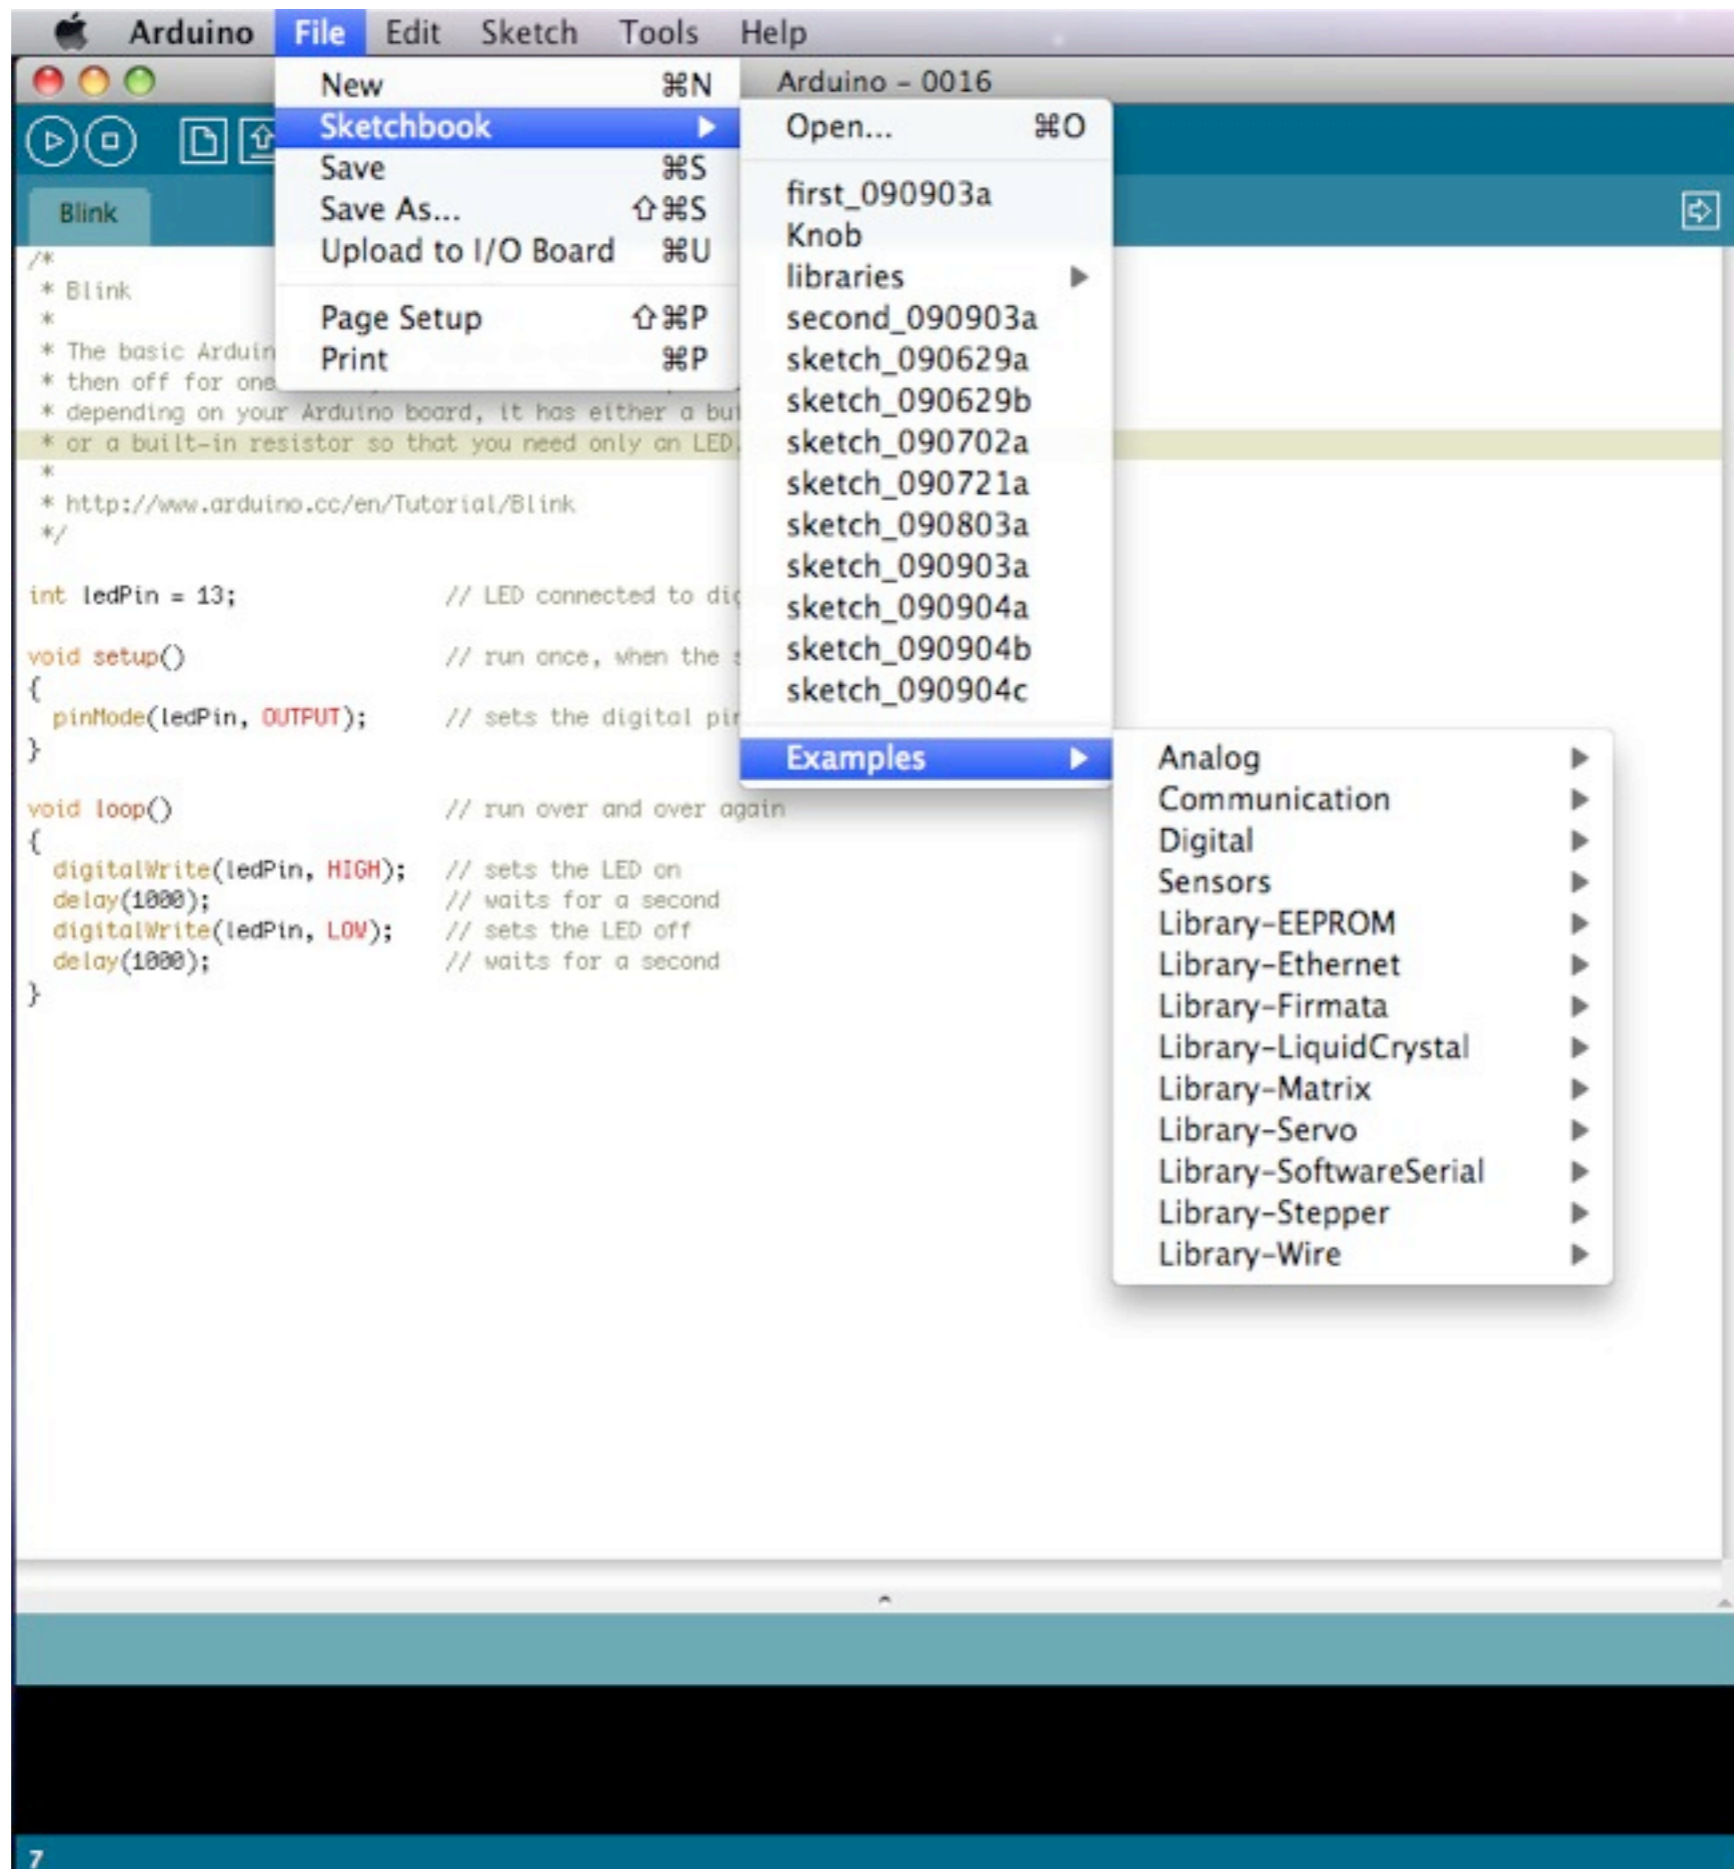 Arduino File Edit Sketch Tools Help
Arduino - 0016
New ⌘N
Sketchbook
Save ⌘S
Save As... ⇧⌘S
Upload to I/O Board ⌘U
Page Setup ⇧⌘P
Print ⌘P
Open... ⌘O
first_090903a
Knob
libraries
second_090903a
sketch_090629a
sketch_090629b
sketch_090702a
sketch_090721a
sketch_090803a
sketch_090903a
sketch_090904a
sketch_090904b
sketch_090904c
Examples
Analog
Communication
Digital
Sensors
Library-EEPROM
Library-Ethernet
Library-Firmata
Library-LiquidCrystal
Library-Matrix
Library-Servo
Library-SoftwareSerial
Library-Stepper
Library-Wire
Blink
/*
* Blink
*
* The basic Arduin
* then off for one
* depending on your Arduino board, it has either a bui
* or a built-in resistor so that you need only an LED.
*
* http://www.arduino.cc/en/Tutorial/Blink
*/
int ledPin = 13; // LED connected to dig
void setup() // run once, when the s
{
pinMode(ledPin, OUTPUT); // sets the digital pin
}
void loop() // run over and over again
{
digitalWrite(ledPin, HIGH); // sets the LED on
delay(1000); // waits for a second
digitalWrite(ledPin, LOW); // sets the LED off
delay(1000); // waits for a second
}
7